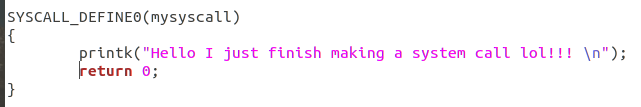 SYSCALL_DEFINE0(mysyscall)
{
        printk("Hello I just finish making a system call lol!!! \n");
        return 0;
}